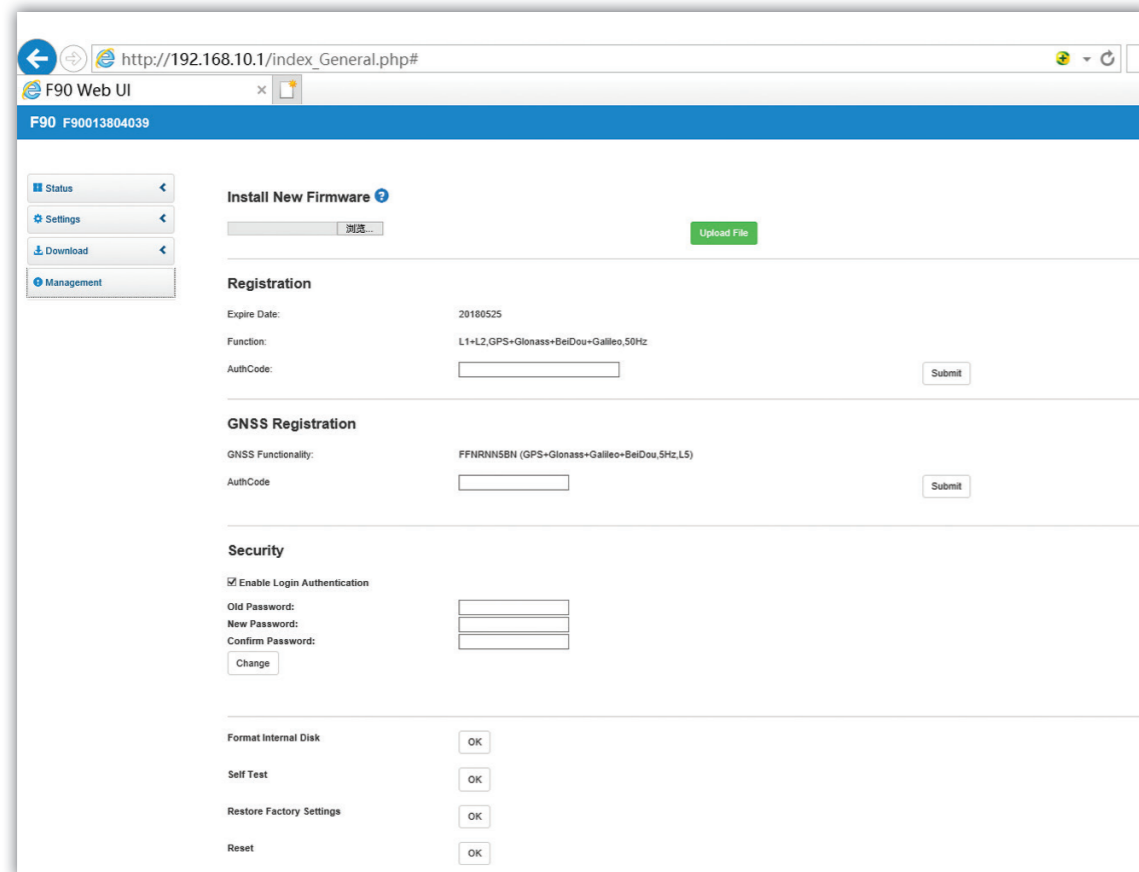 http://192.168.10.1/index_General.php#
F90 Web UI
F90 F90013804039
Status
Settings
Download
Management
Install New Firmware
浏览...
Upload File
Registration
Expire Date: 20180525
Function: L1+L2,GPS+Glonass+BeiDou+Galileo,50Hz
AuthCode: Submit
GNSS Registration
GNSS Functionality: FFNRNN5BN (GPS+Glonass+Galileo+BeiDou,5Hz,L5)
AuthCode Submit
Security
Enable Login Authentication
Old Password:
New Password:
Confirm Password:
Change
Format Internal Disk OK
Self Test OK
Restore Factory Settings OK
Reset OK